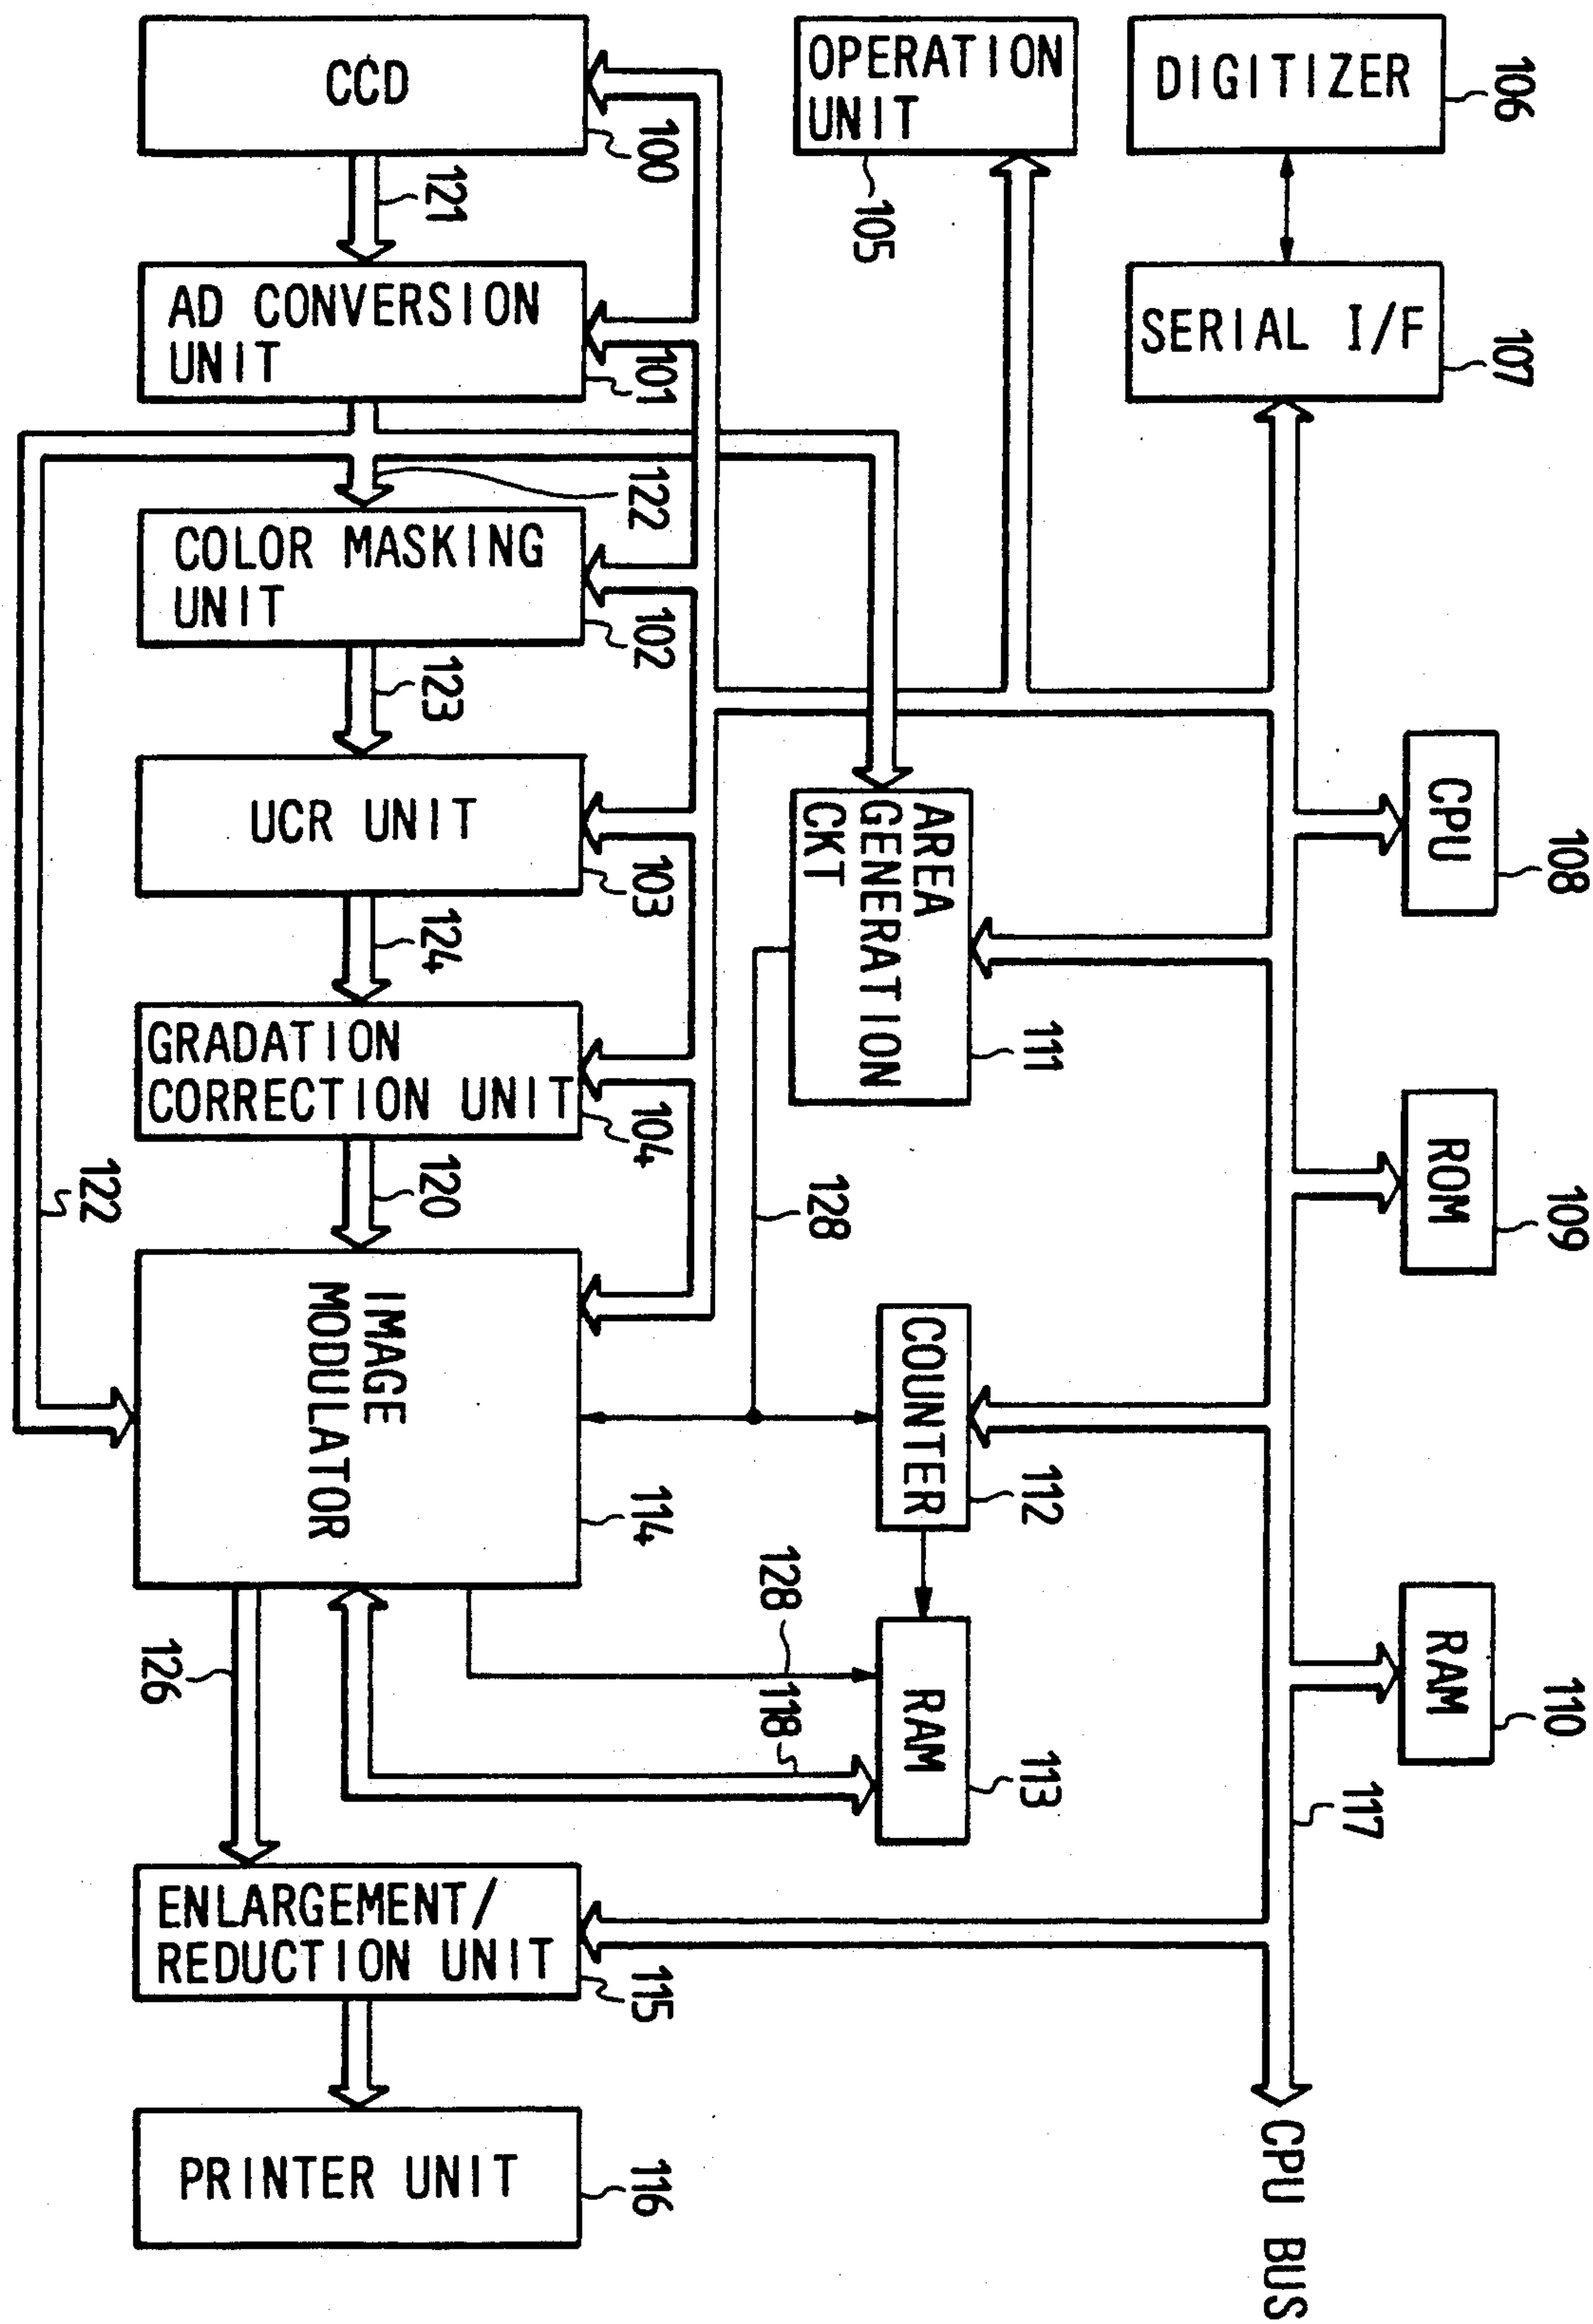 CCD
100
121
AD CONVERSION
UNIT
101
122
COLOR MASKING
UNIT
102
123
UCR UNIT
103
124
GRADATION
CORRECTION UNIT
104
120
122
IMAGE
MODULATOR
114
126
ENLARGEMENT/
REDUCTION UNIT
115
PRINTER UNIT
116
OPERATION
UNIT
105
DIGITIZER
106
SERIAL I/F
107
CPU
108
ROM
109
RAM
110
117
CPU BUS
AREA
GENERATION
CKT
111
128
COUNTER
112
128
118
RAM
113